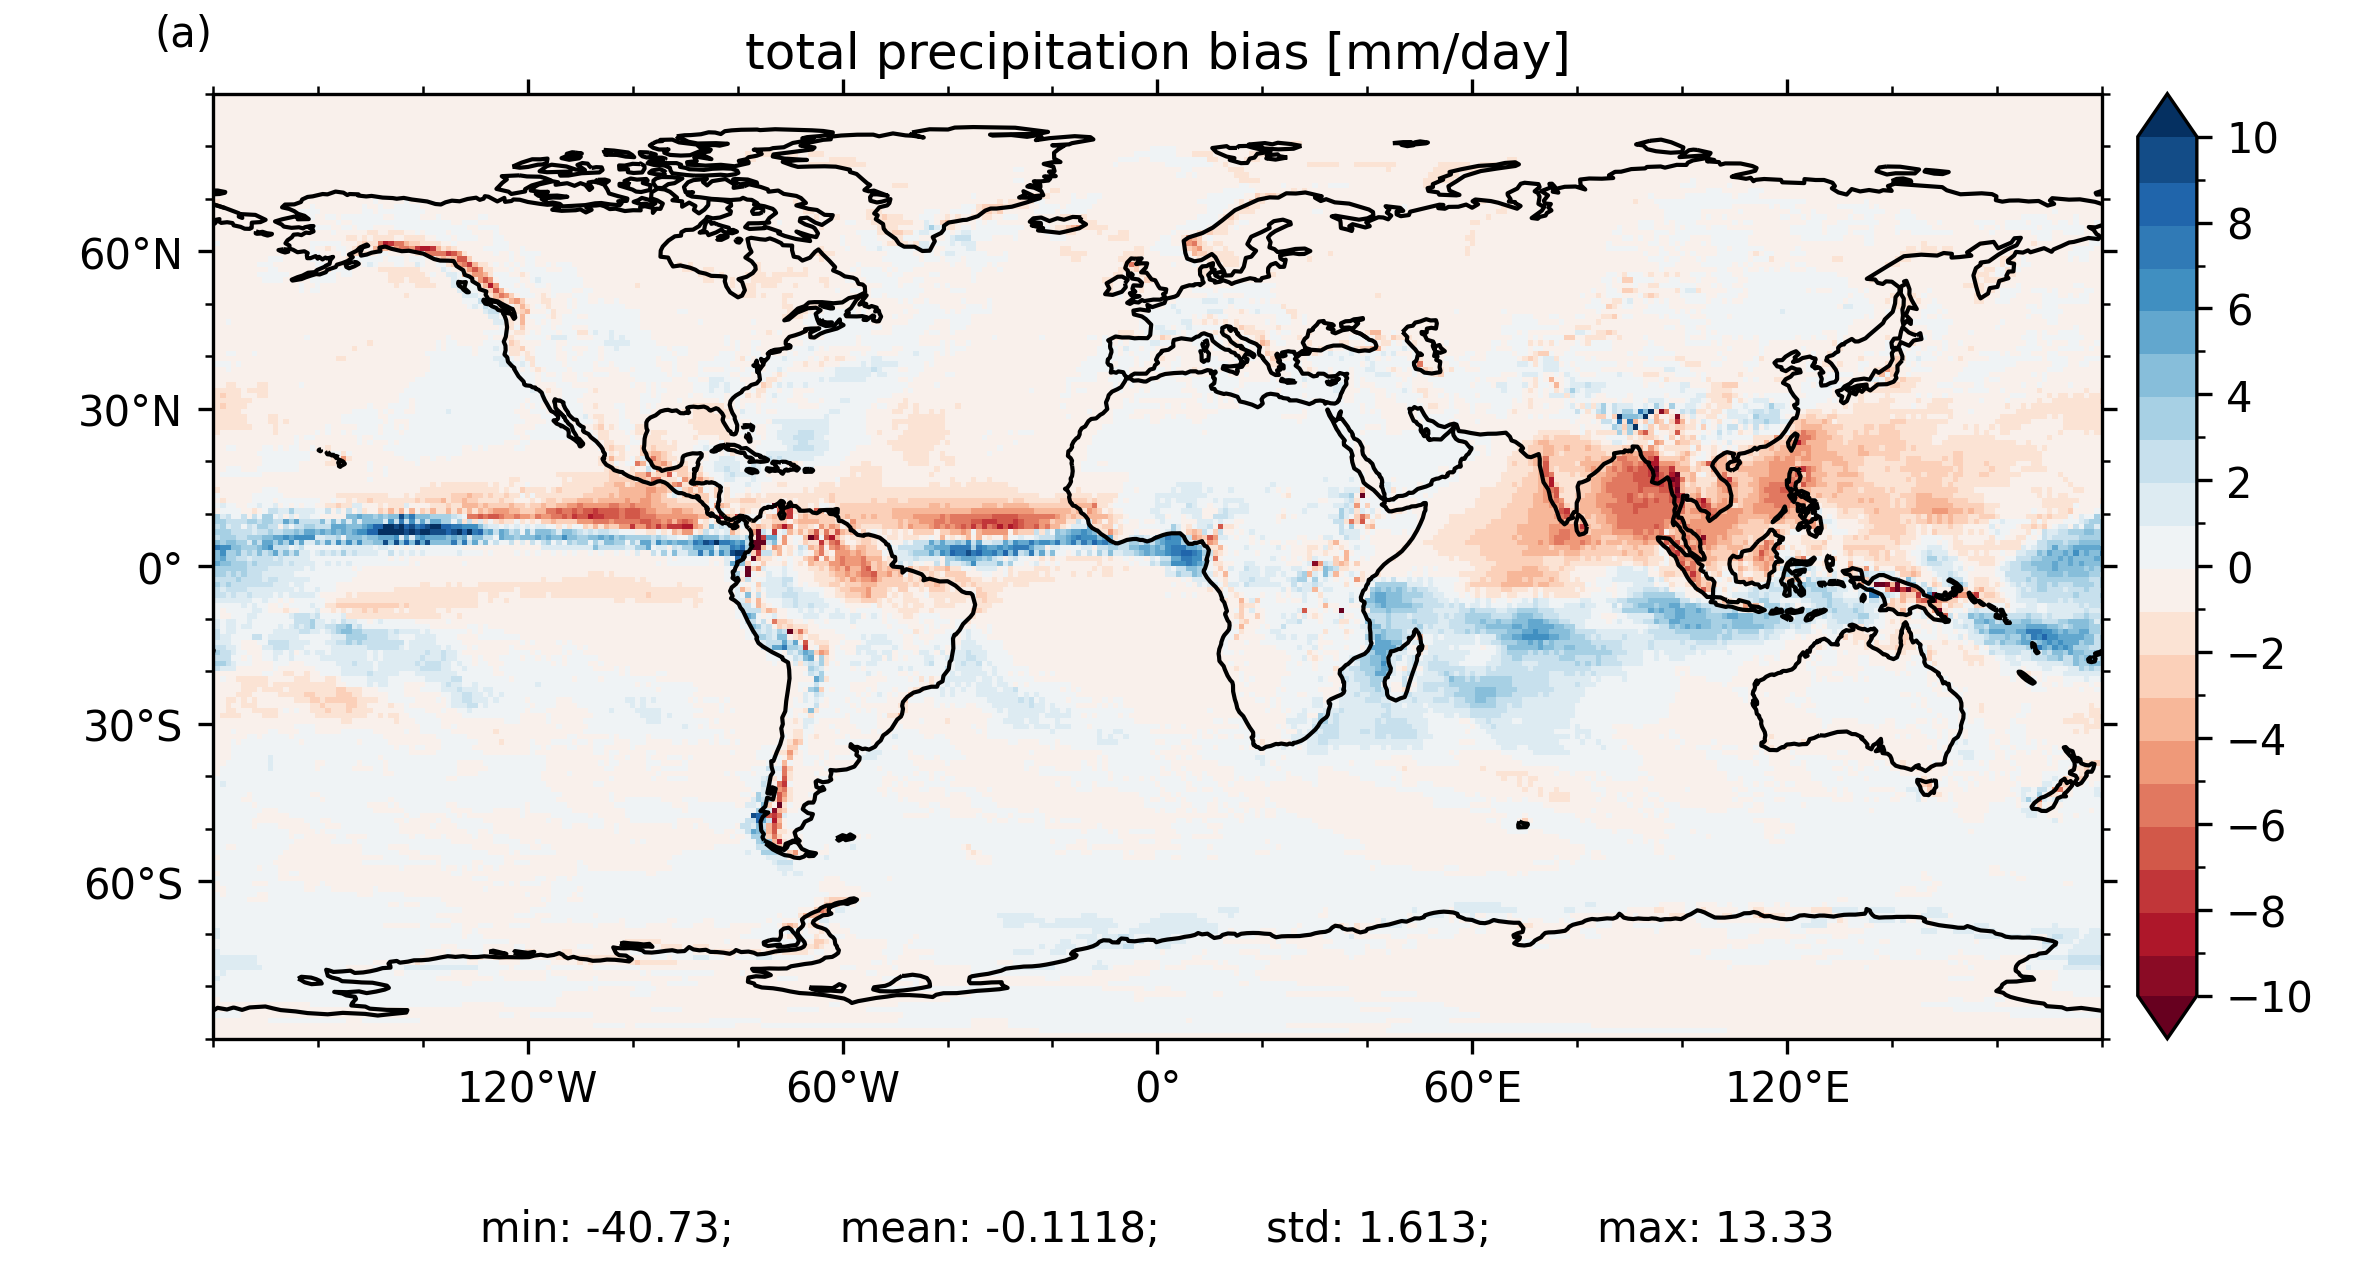 (a)
total precipitation bias [mm/day]
60°N
30°N
0°
30°S
60°S
120°W 60°W 0° 60°E 120°E
10
8
6
4
2
0
−2
−4
−6
−8
−10
min: -40.73; mean: -0.1118; std: 1.613; max: 13.33